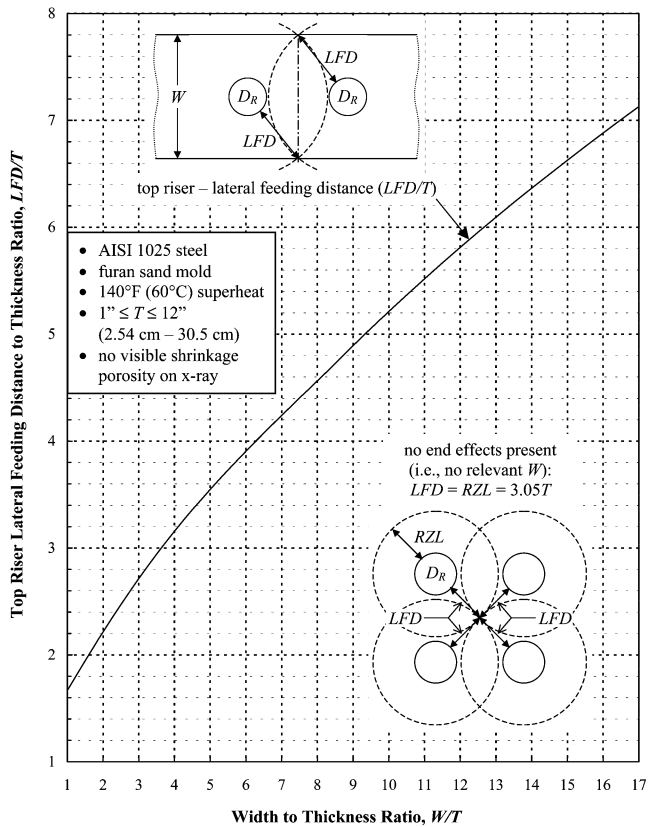 8
7
6
5
4
3
2
1
Top Riser Lateral Feeding Distance to Thickness Ratio, LFD/T
W
LFD
D_R
D_R
LFD
top riser – lateral feeding distance (LFD/T)
• AISI 1025 steel
• furan sand mold
• 140°F (60°C) superheat
• 1” ≤ T ≤ 12”
(2.54 cm – 30.5 cm)
• no visible shrinkage
porosity on x-ray
no end effects present
(i.e., no relevant W):
LFD = RZL = 3.05T
RZL
D_R
LFD
LFD
1 2 3 4 5 6 7 8 9 10 11 12 13 14 15 16 17
Width to Thickness Ratio, W/T